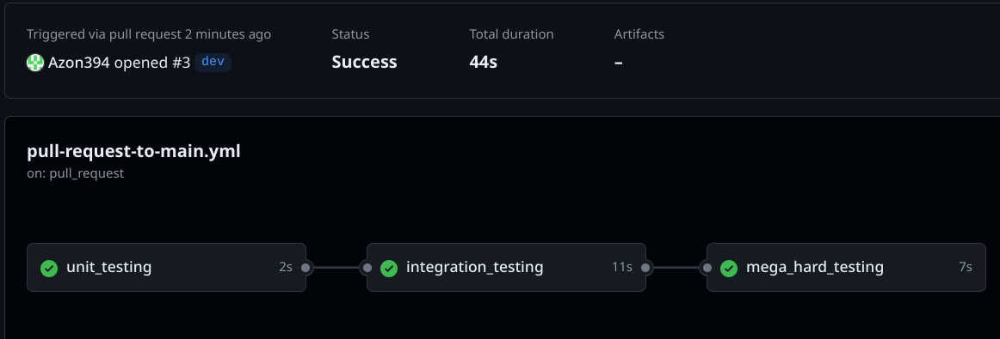 Triggered via pull request 2 minutes ago
Azon394 opened #3 dev
Status
Success
Total duration
44s
Artifacts
–
pull-request-to-main.yml
on: pull_request
unit_testing 2s
integration_testing 11s
mega_hard_testing 7s